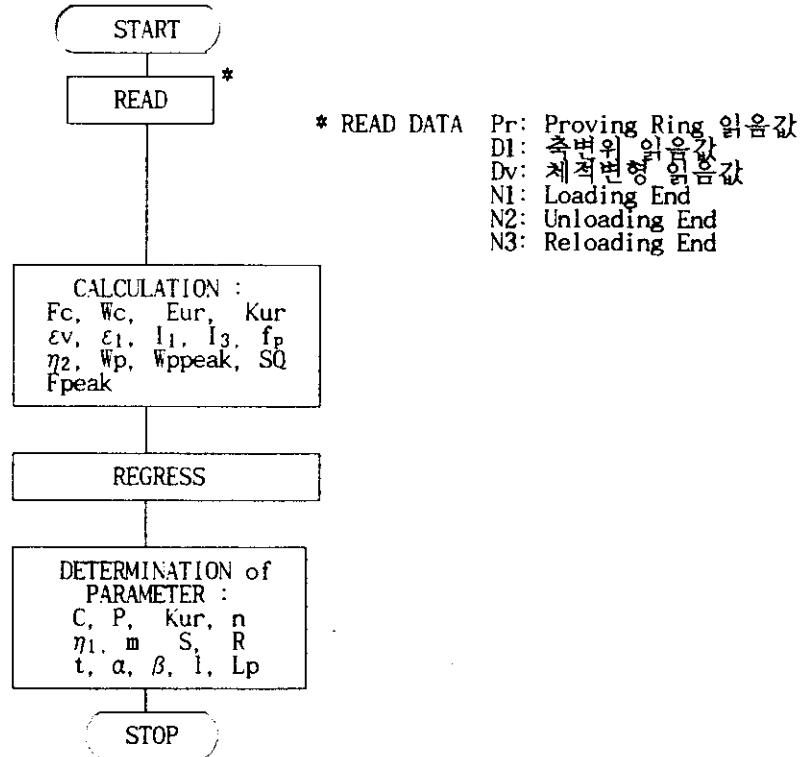 START
READ
*
* READ DATA Pr: Proving Ring 읽음값
Dl: 축변위 읽음값
Dv: 체적변형 읽음값
N1: Loading End
N2: Unloading End
N3: Reloading End
CALCULATION :
Fc, Wc, Eur, Kur
εv, ε₁, I₁, I₃, fp
η₂, Wp, Wppeak, SQ
Fpeak
REGRESS
DETERMINATION of
PARAMETER :
C, P, Kur, n
η₁, m S, R
t, α, β, l, Lp
STOP